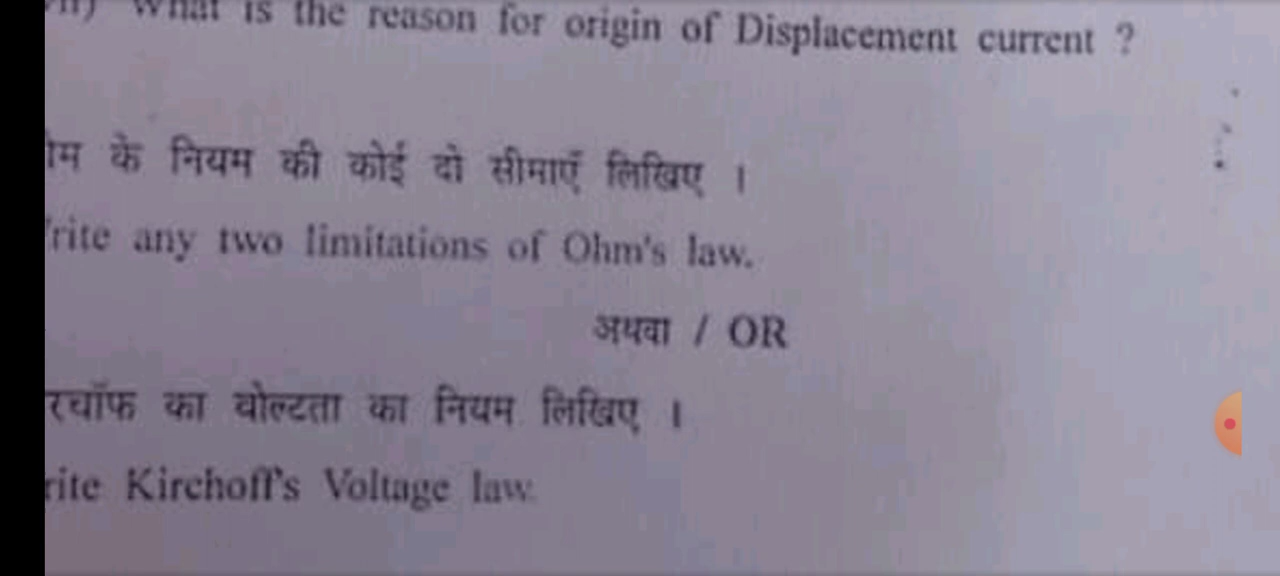 What is the reason for origin of Displacement current ?
के नियम की कोई दो सीमाएँ लिखिए ।
rite any two limitations of Ohm's law.
अथवा / OR
रचॉफ का वोल्टता का नियम लिखिए ।
rite Kirchoff's Voltage law.